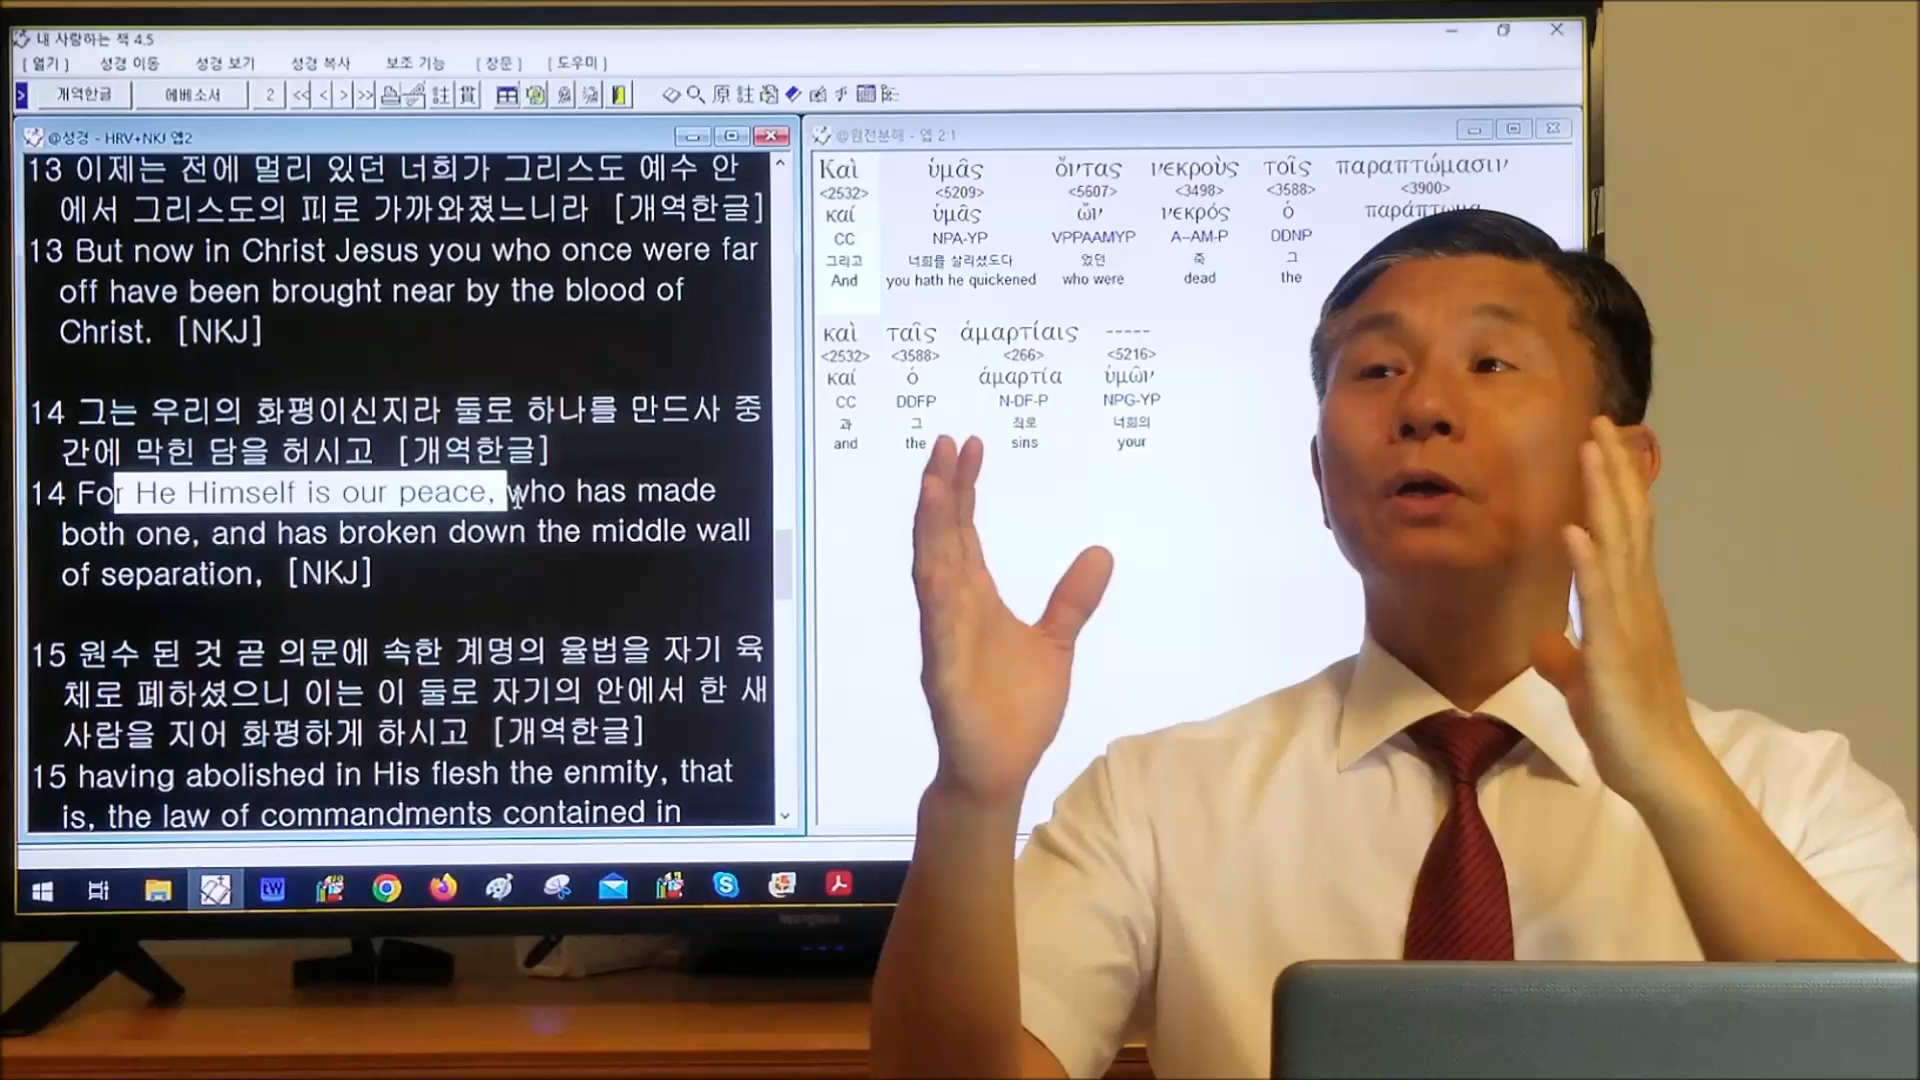 내 사랑하는 책 4.5
[ 열기 ] 성경 이동 성경 보기 성경 복사 보조 기능 [ 창문 ] [ 도우미 ]
개역한글 에베소서 2 << < > >> 註 貫 原 註
@성경 - HRV+NKJ 엡2
13 이제는 전에 멀리 있던 너희가 그리스도 예수 안
에서 그리스도의 피로 가까와졌느니라 [개역한글]
13 But now in Christ Jesus you who once were far
off have been brought near by the blood of
Christ. [NKJ]
14 그는 우리의 화평이신지라 둘로 하나를 만드사 중
간에 막힌 담을 허시고 [개역한글]
14 For He Himself is our peace, who has made
both one, and has broken down the middle wall
of separation, [NKJ]
15 원수 된 것 곧 의문에 속한 계명의 율법을 자기 육
체로 폐하셨으니 이는 이 둘로 자기의 안에서 한 새
사람을 지어 화평하게 하시고 [개역한글]
15 having abolished in His flesh the enmity, that
is, the law of commandments contained in
@원전분해 - 엡 2:1
Καὶ ὑμᾶς ὄντας νεκροὺς τοῖς παραπτώμασιν
<2532> <5209> <5607> <3498> <3588> <3900>
καί ὑμᾶς ὤν νεκρός ὁ παράπτωμα
CC NPA-YP VPPAAMYP A--AM-P DDNP
그리고 너희를 살리셨도다 었던 죽 그
And you hath he quickened who were dead the
καὶ ταῖς ἁμαρτίαις -----
<2532> <3588> <266> <5216>
καί ὁ ἁμαρτία ὑμῶν
CC DDFP N-DF-P NPG-YP
과 그 죄로 너희의
and the sins your